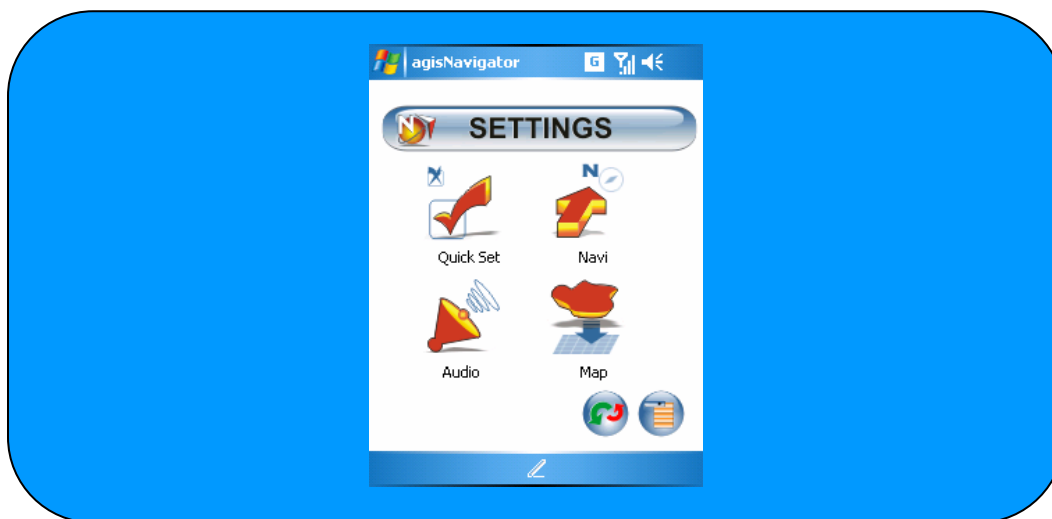 agisNavigator G
N SETTINGS
N
Quick Set Navi
Audio Map